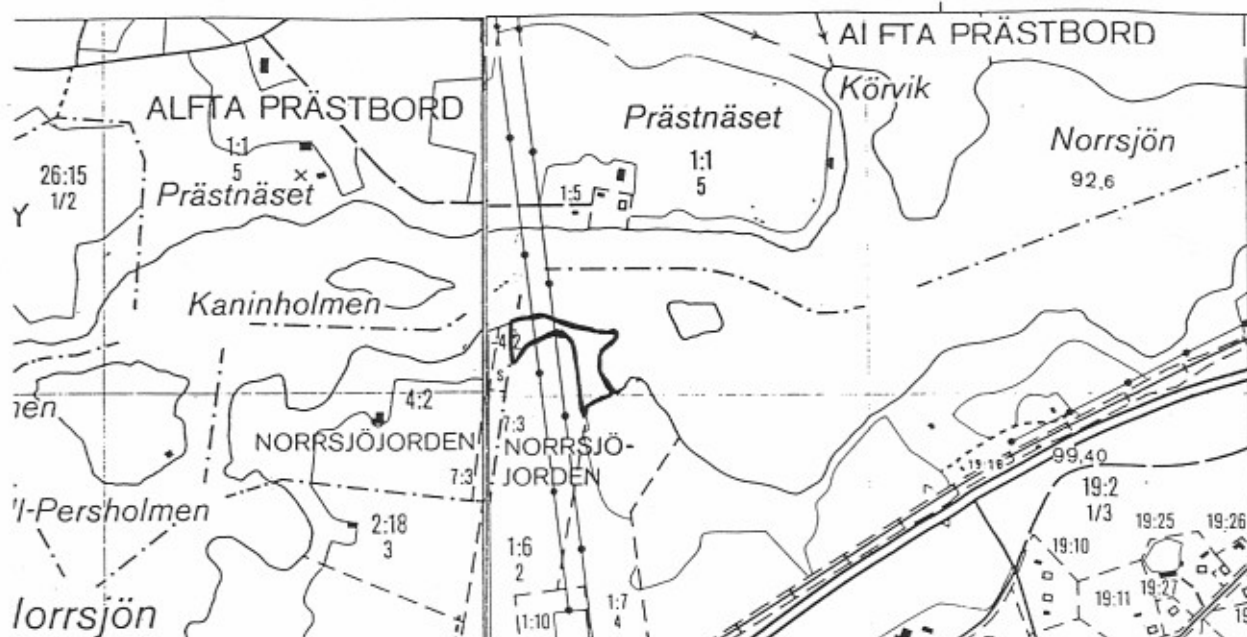 ALFTA PRÄSTBORD
1:1
5
Prästnäset
26:15
1/2
Y
Kaninholmen
4:2
NORRSJÖJORDEN
7:3
2:18
3
l-Persholmen
lorrsjön
AI FTA PRÄSTBORD
Körvik
Prästnäset
1:1
5
Norrsjön
92,6
1:5
4:2
s
7:3
NORRSJÖ-
JORDEN
1:6
2
1:10
1:7
4
99,40
19:2
1/3
19:25
19:26
19:10
19:27
19:11